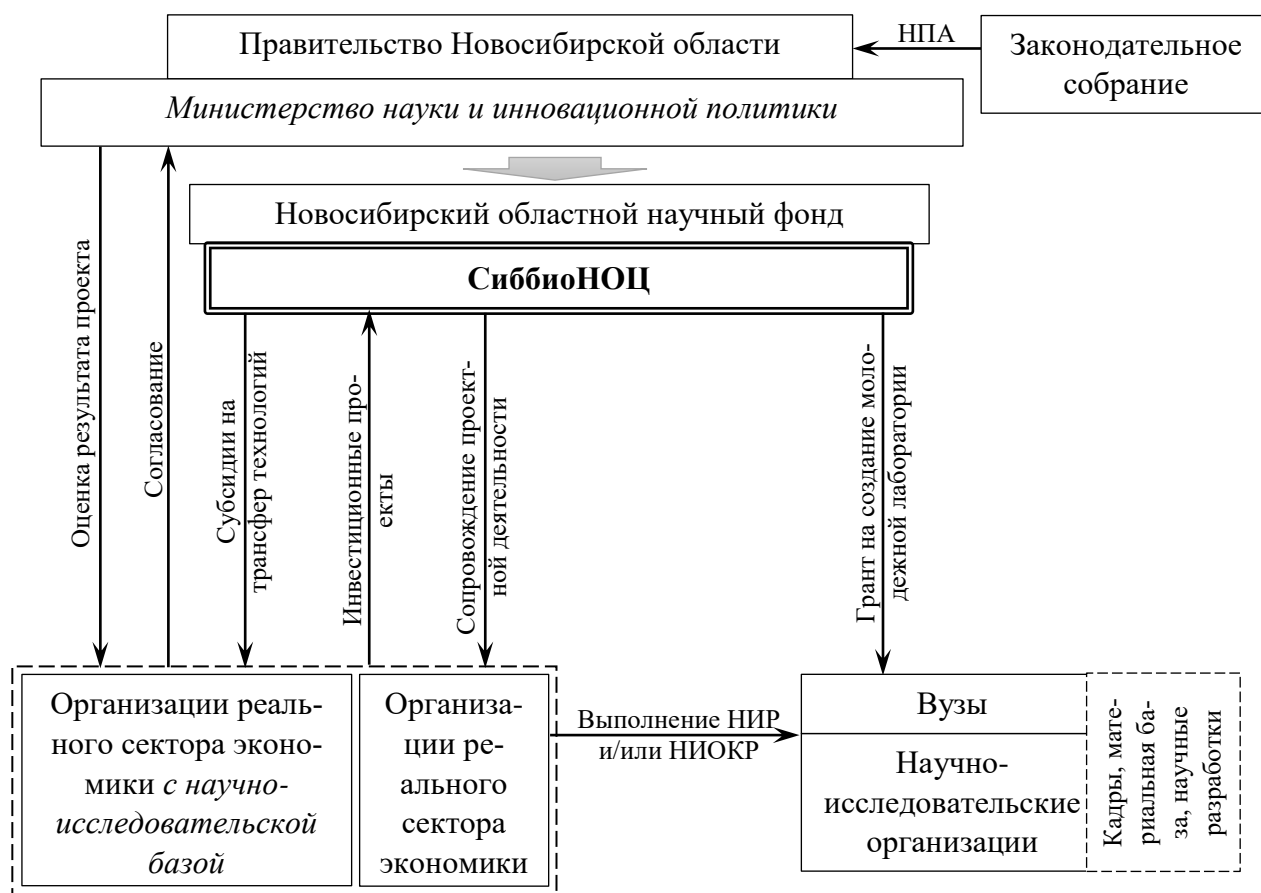 Правительство Новосибирской области
НПА
Законодательное
собрание
Министерство науки и инновационной политики
Новосибирский областной научный фонд
СиббиоНОЦ
Оценка результата проекта
Согласование
Субсидии на
трансфер технологий
Инвестиционные про-
екты
Сопровождение проект-
ной деятельности
Грант на создание моло-
дежной лаборатории
Организации реаль-
ного сектора эконо-
мики с научно-
исследовательской
базой
Организа-
ции ре-
ального
сектора
экономики
Выполнение НИР
и/или НИОКР
Вузы
Научно-
исследовательские
организации
Кадры, мате-
риальная ба-
за, научные
разработки